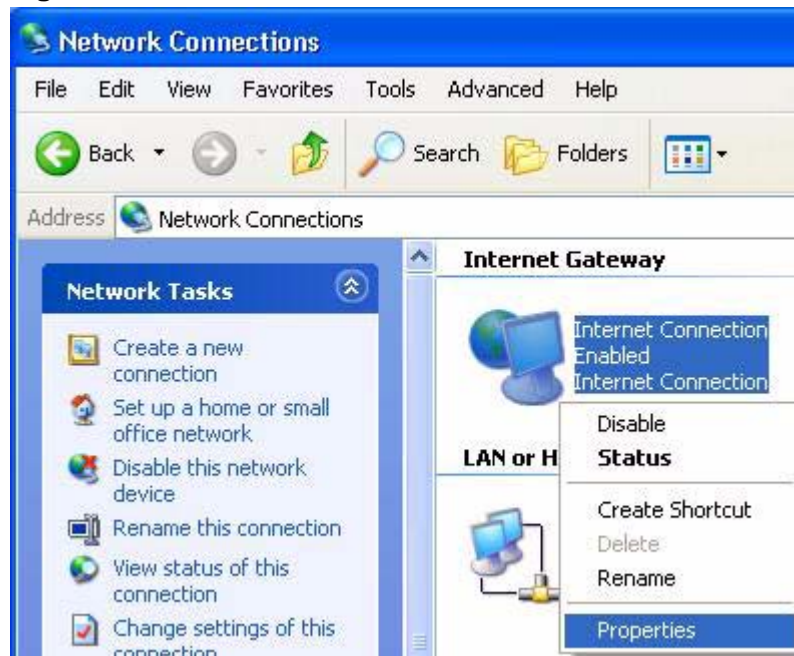 Network Connections
File Edit View Favorites Tools Advanced Help
Back Search Folders
Address Network Connections
Network Tasks
Create a new
connection
Set up a home or small
office network
Disable this network
device
Rename this connection
View status of this
connection
Change settings of this
connection
Internet Gateway
Internet Connection
Enabled
Internet Connection
LAN or H
Disable
Status
Create Shortcut
Delete
Rename
Properties